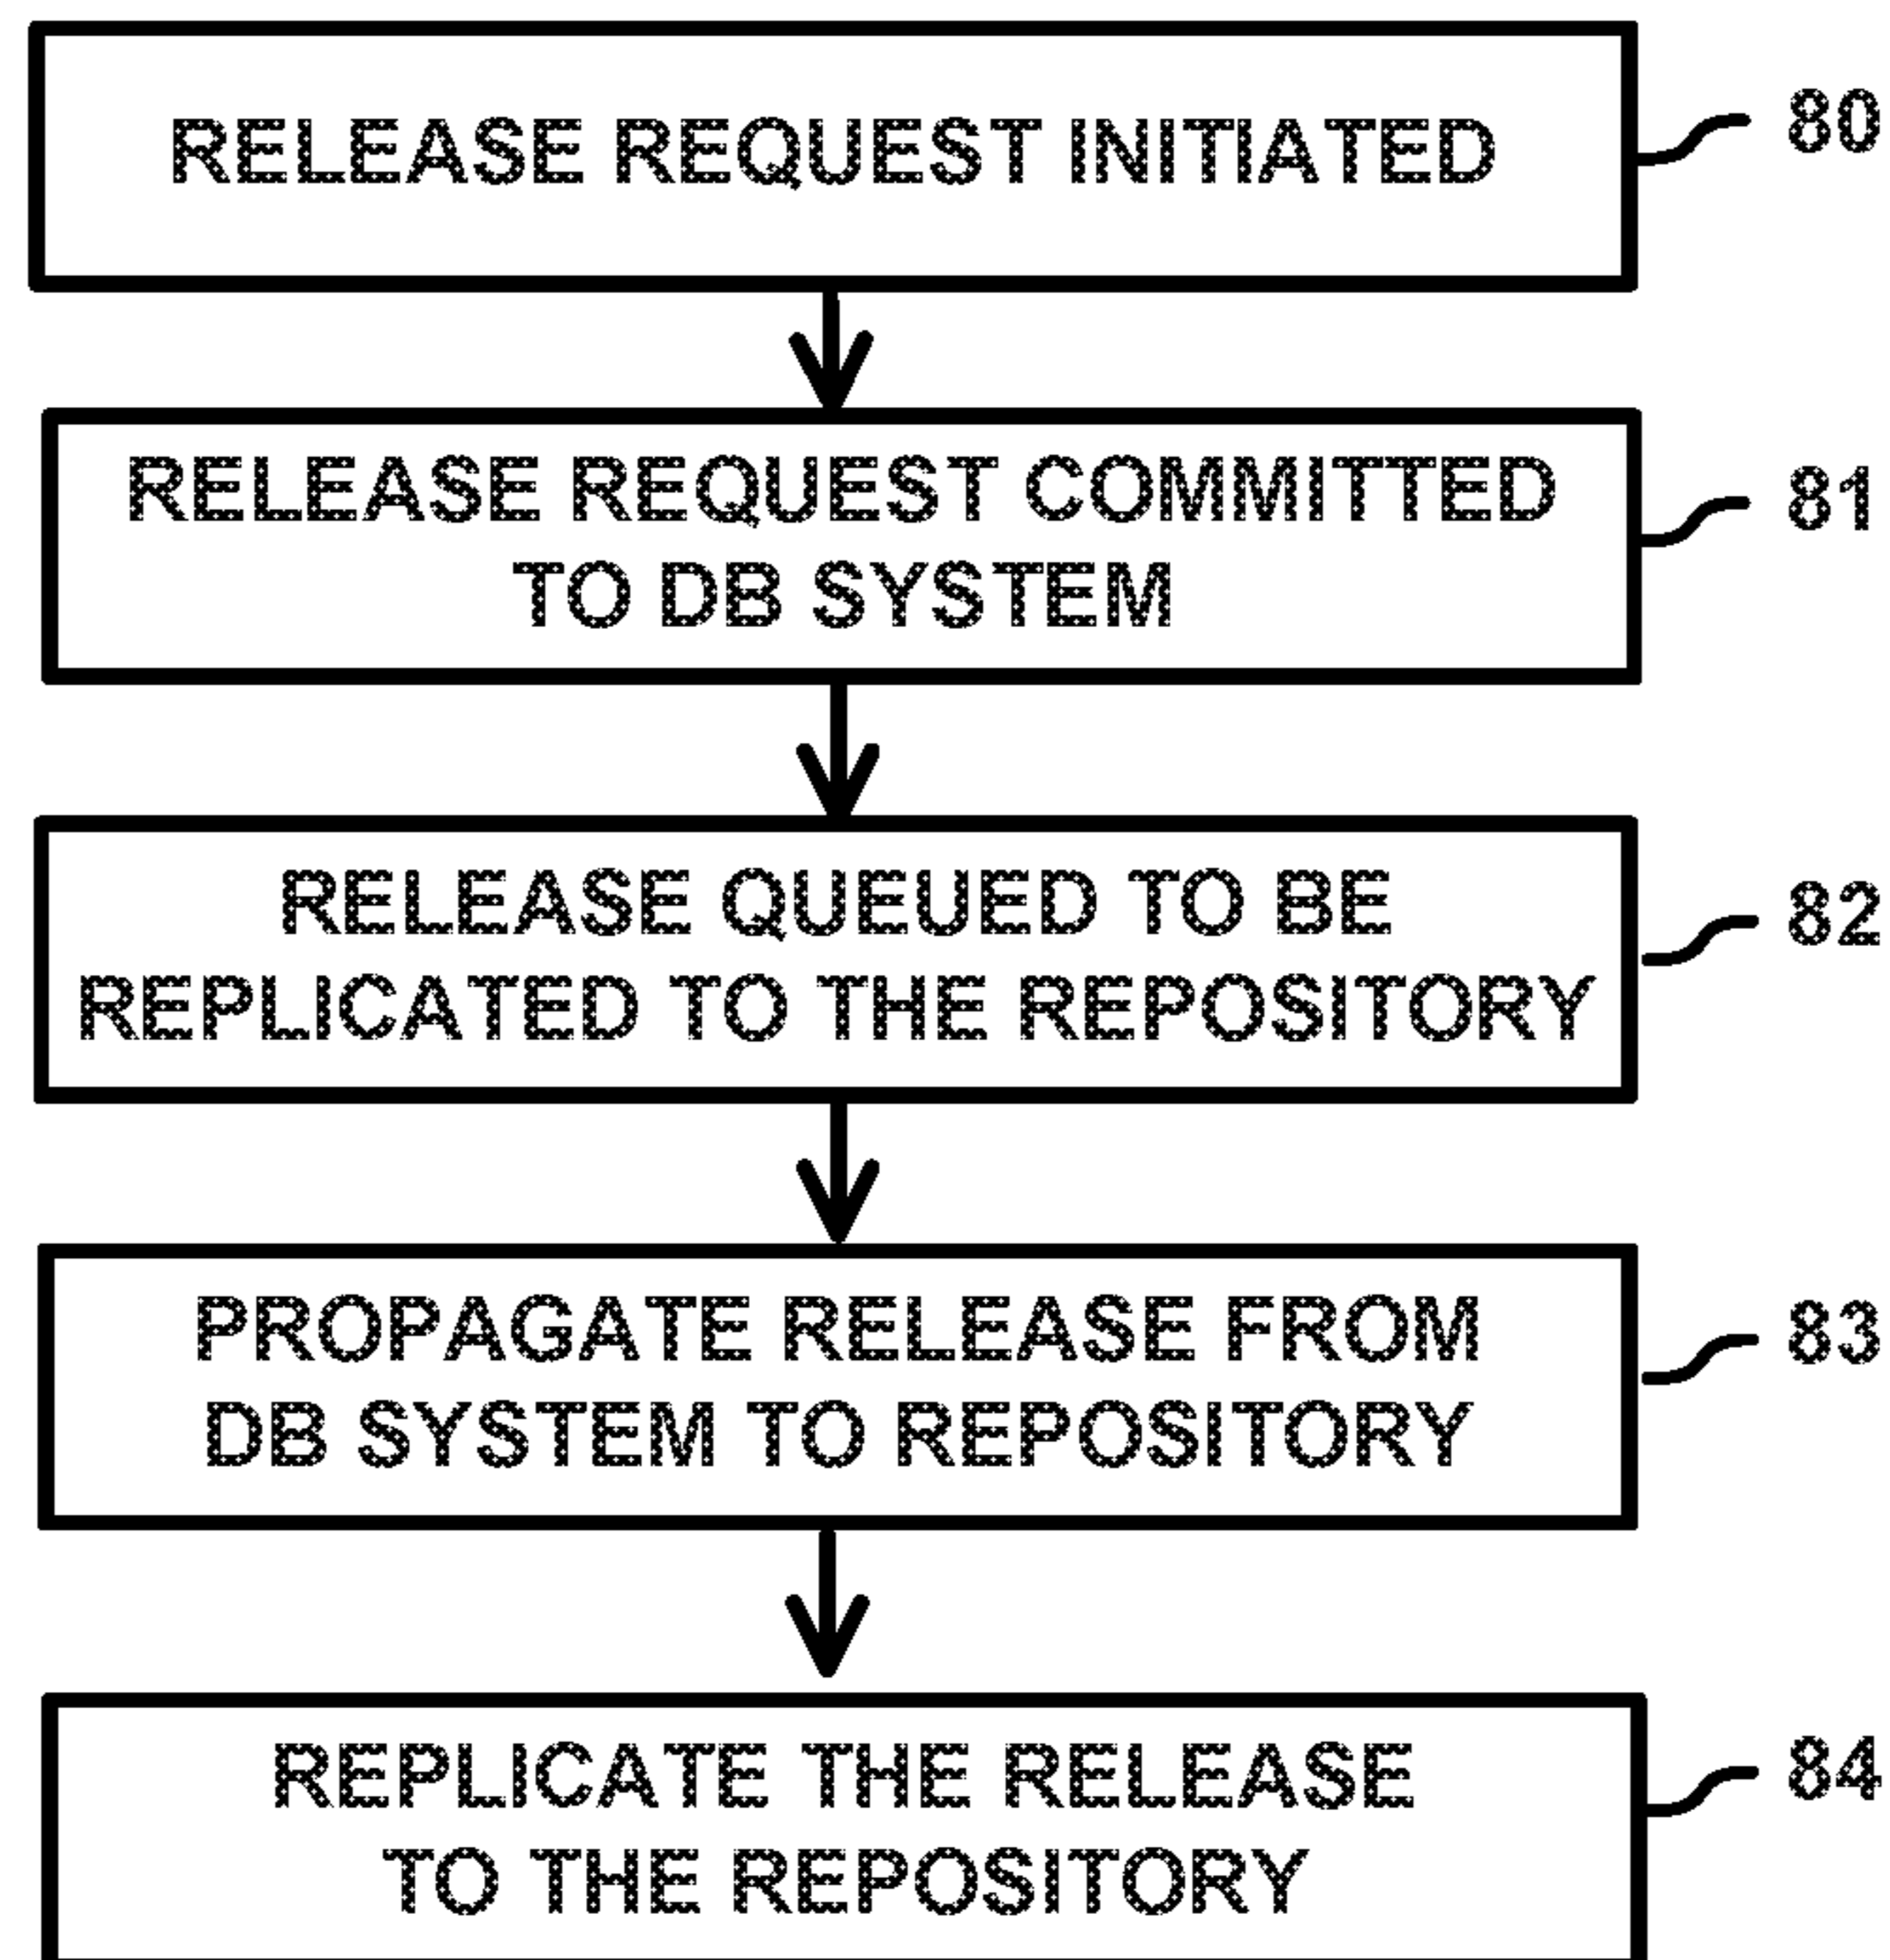 RELEASE REQUEST INITIATED
80
RELEASE REQUEST COMMITTED
TO DB SYSTEM
81
RELEASE QUEUED TO BE
REPLICATED TO THE REPOSITORY
82
PROPAGATE RELEASE FROM
DB SYSTEM TO REPOSITORY
83
REPLICATE THE RELEASE
TO THE REPOSITORY
84